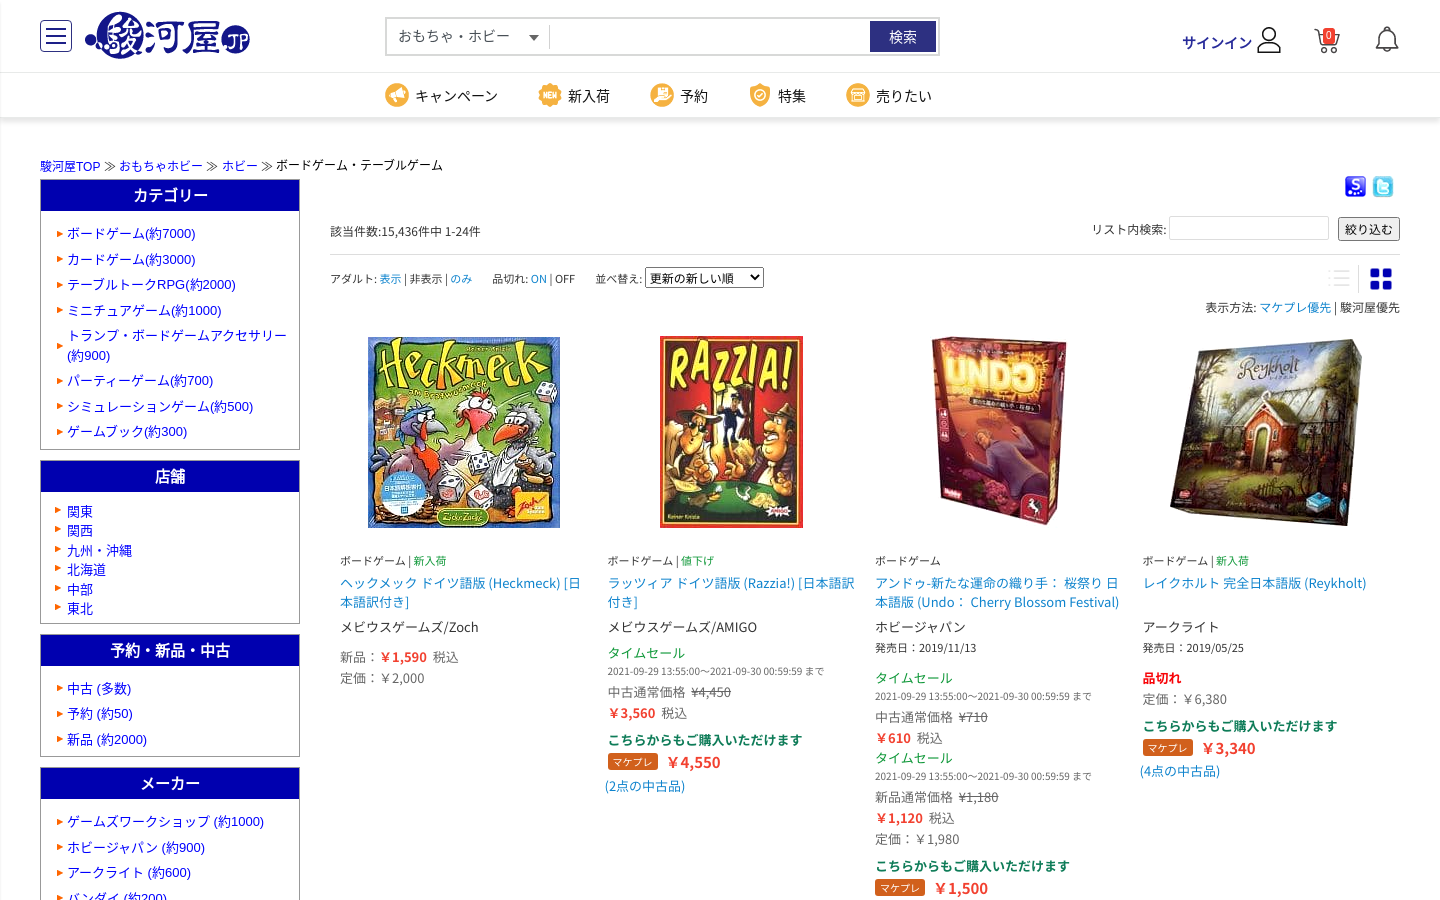 駿河屋.JP
おもちゃ・ホビー
検索
サインイン
0
キャンペーン
NEW 新入荷
予約
特集
売りたい
駿河屋TOP ≫ おもちゃホビー ≫ ホビー ≫ ボードゲーム・テーブルゲーム
カテゴリー
ボードゲーム(約7000)
カードゲーム(約3000)
テーブルトークRPG(約2000)
ミニチュアゲーム(約1000)
トランプ・ボードゲームアクセサリー
(約900)
パーティーゲーム(約700)
シミュレーションゲーム(約500)
ゲームブック(約300)
店舗
関東
関西
九州・沖縄
北海道
中部
東北
予約・新品・中古
中古 (多数)
予約 (約50)
新品 (約2000)
メーカー
ゲームズワークショップ (約1000)
ホビージャパン (約900)
アークライト (約600)
バンダイ (約200)
該当件数:15,436件中 1-24件
リスト内検索:
絞り込む
アダルト: 表示 | 非表示 | のみ 品切れ: ON | OFF 並べ替え: 更新の新しい順
表示方法: マケプレ優先 | 駿河屋優先
Heckmeck
am Bratwurmeck
Zicke Zacke
Zoch
ボードゲーム | 新入荷
ヘックメック ドイツ語版 (Heckmeck) [日
本語訳付き]
メビウスゲームズ/Zoch
新品：￥1,590 税込
定価：￥2,000
RAZZIA!
Reiner Knizia
AMIGO
ボードゲーム | 値下げ
ラッツィア ドイツ語版 (Razzia!) [日本語訳
付き]
メビウスゲームズ/AMIGO
タイムセール
2021-09-29 13:55:00～2021-09-30 00:59:59 まで
中古通常価格 ¥4,450
￥3,560 税込
こちらからもご購入いただけます
マケプレ ￥4,550
(2点の中古品)
UNDO
ボードゲーム
アンドゥ-新たな運命の織り手： 桜祭り 日
本語版 (Undo： Cherry Blossom Festival)
ホビージャパン
発売日：2019/11/13
タイムセール
2021-09-29 13:55:00～2021-09-30 00:59:59 まで
中古通常価格 ¥710
￥610 税込
タイムセール
2021-09-29 13:55:00～2021-09-30 00:59:59 まで
新品通常価格 ¥1,180
￥1,120 税込
定価：￥1,980
こちらからもご購入いただけます
マケプレ ￥1,500
Reykholt
レイクホルト
ボードゲーム | 新入荷
レイクホルト 完全日本語版 (Reykholt)
アークライト
発売日：2019/05/25
品切れ
定価：￥6,380
こちらからもご購入いただけます
マケプレ ￥3,340
(4点の中古品)